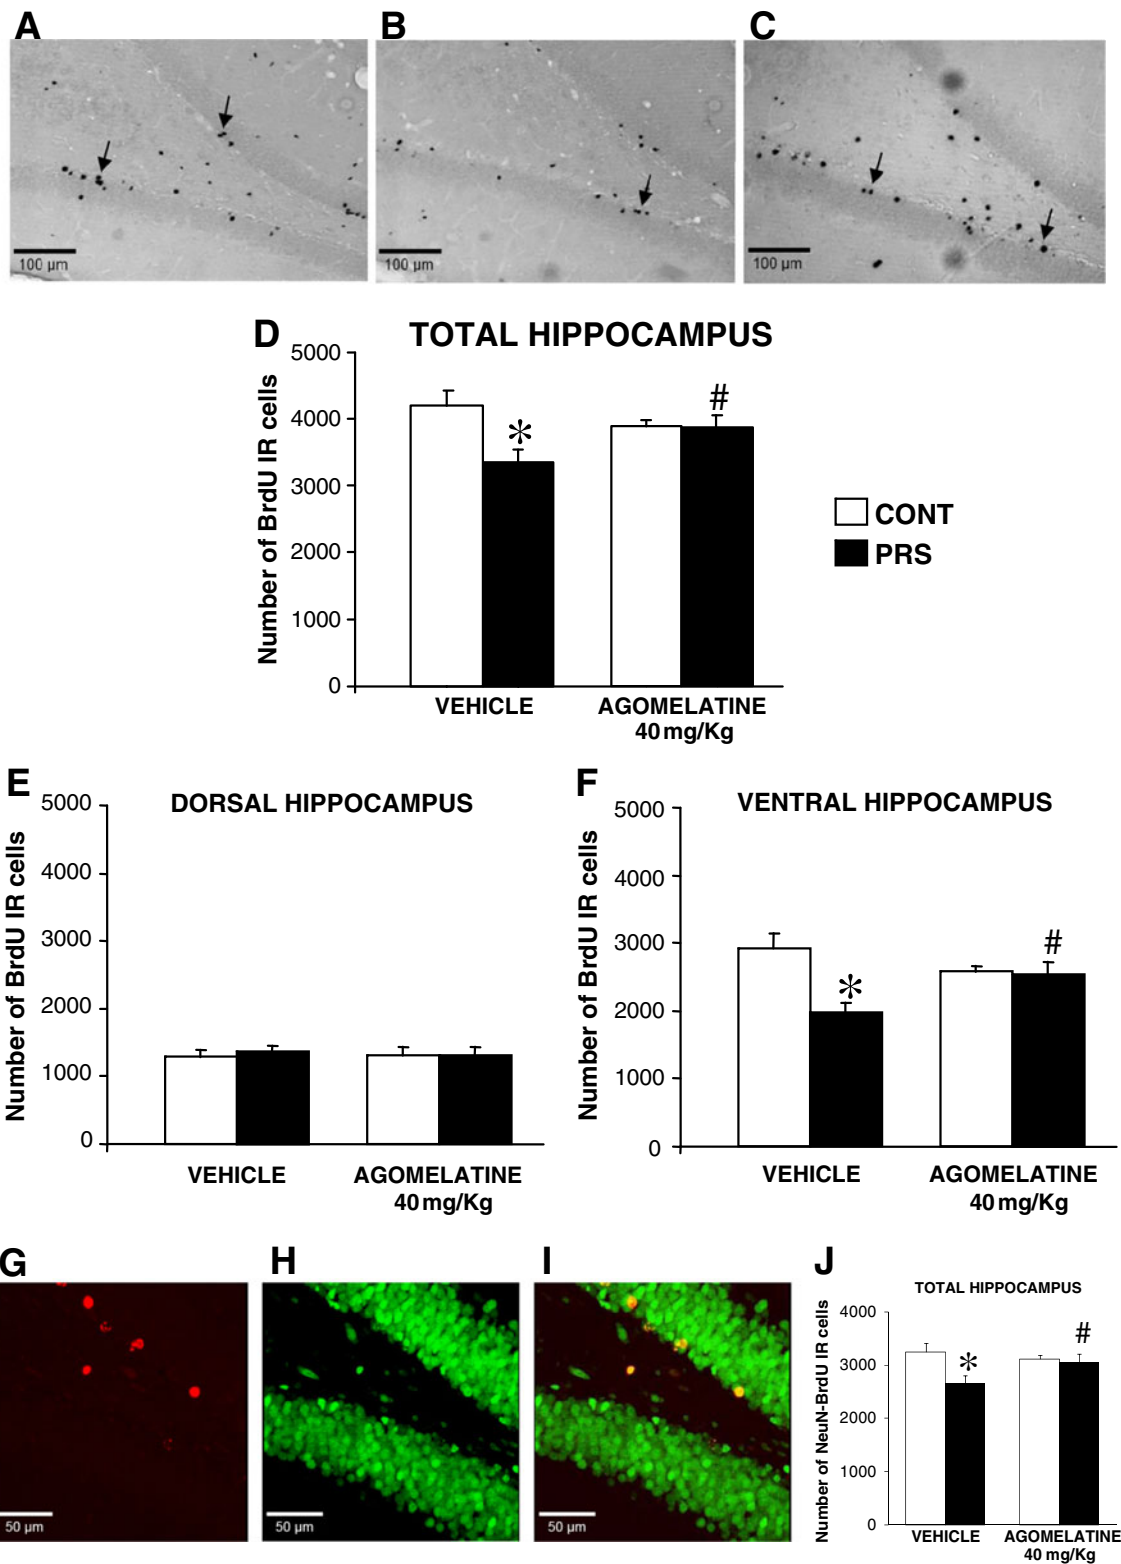 A B C
100 µm 100 µm 100 µm
D TOTAL HIPPOCAMPUS
Number of BrdU IR cells
5000
4000
3000
2000
1000
0
* #
VEHICLE AGOMELATINE
40 mg/Kg
CONT
PRS
E DORSAL HIPPOCAMPUS
Number of BrdU IR cells
5000
4000
3000
2000
1000
0
VEHICLE AGOMELATINE
40 mg/Kg
F VENTRAL HIPPOCAMPUS
Number of BrdU IR cells
5000
4000
3000
2000
1000
0
* #
VEHICLE AGOMELATINE
40 mg/Kg
G H I J
50 µm 50 µm 50 µm
TOTAL HIPPOCAMPUS
Number of NeuN-BrdU IR cells
4000
3000
2000
1000
0
* #
VEHICLE AGOMELATINE
40 mg/Kg